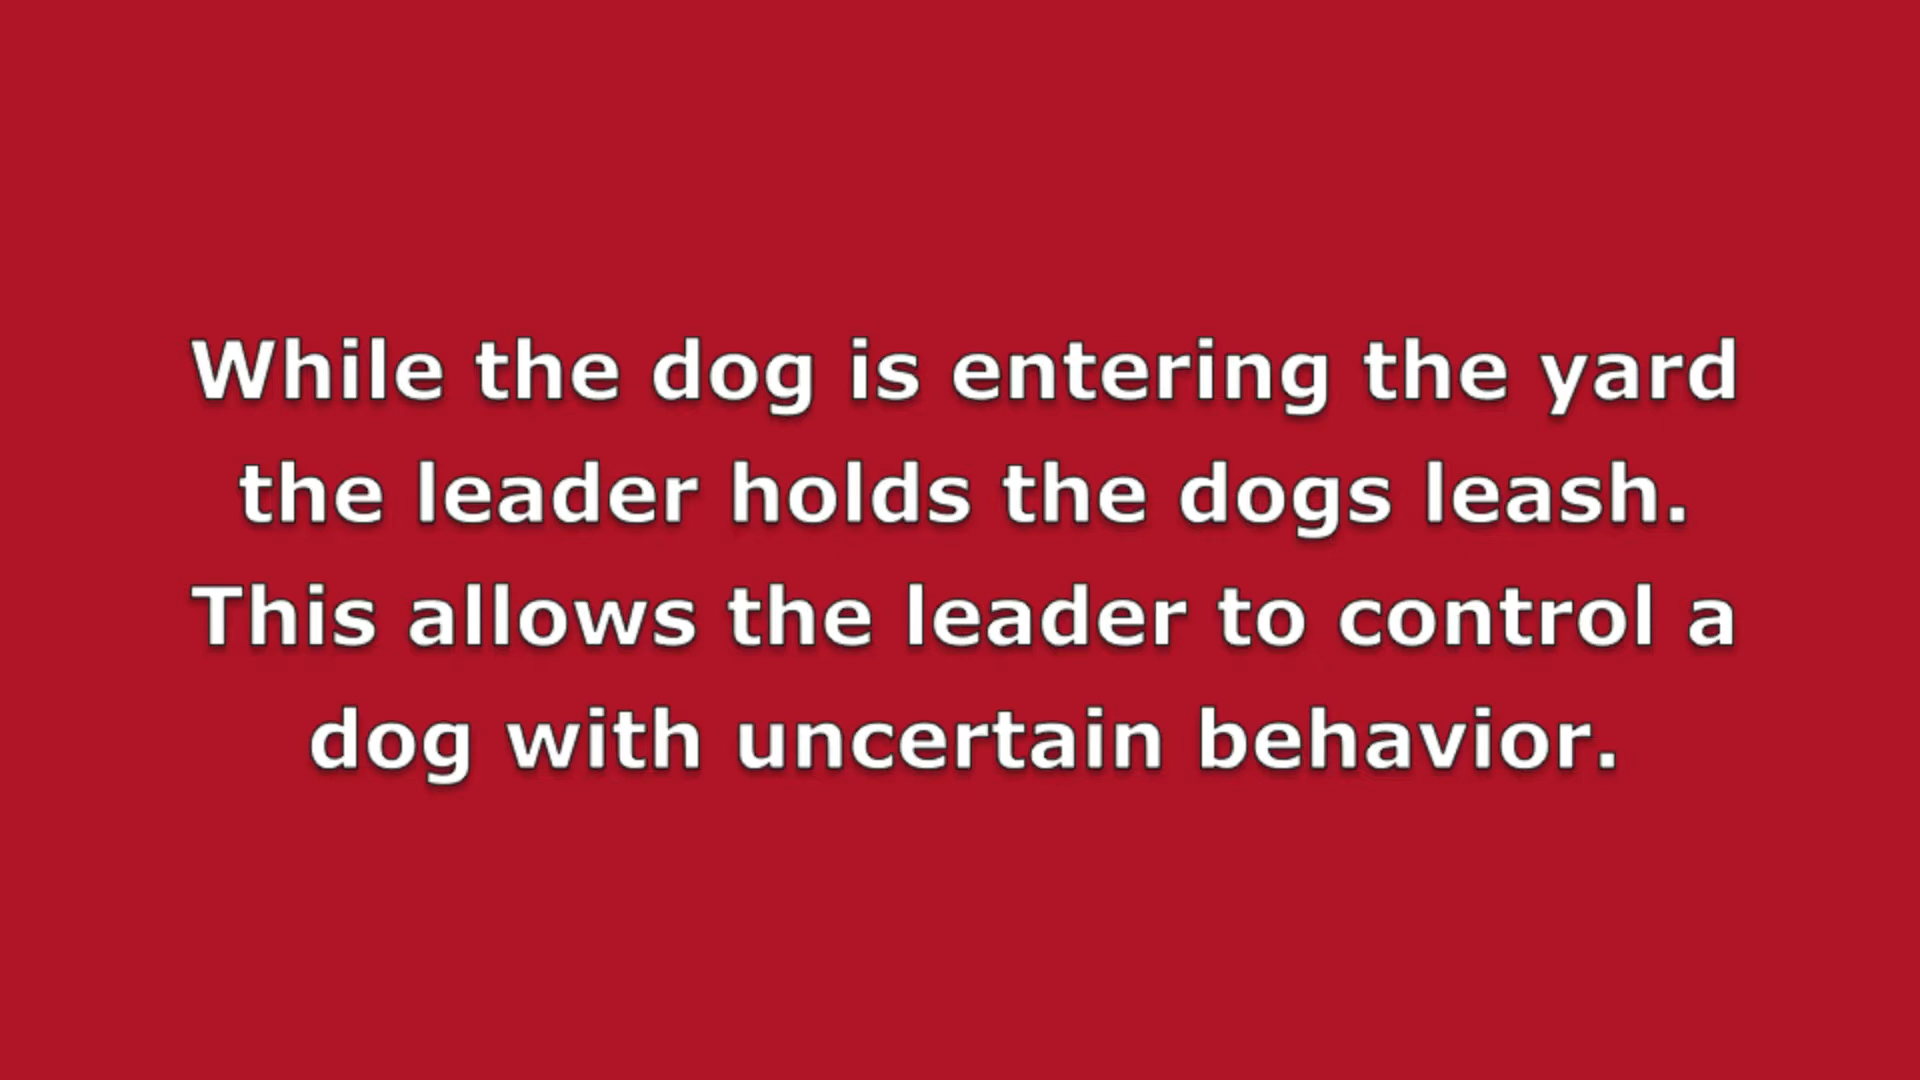 While the dog is entering the yard
the leader holds the dogs leash.
This allows the leader to control a
dog with uncertain behavior.